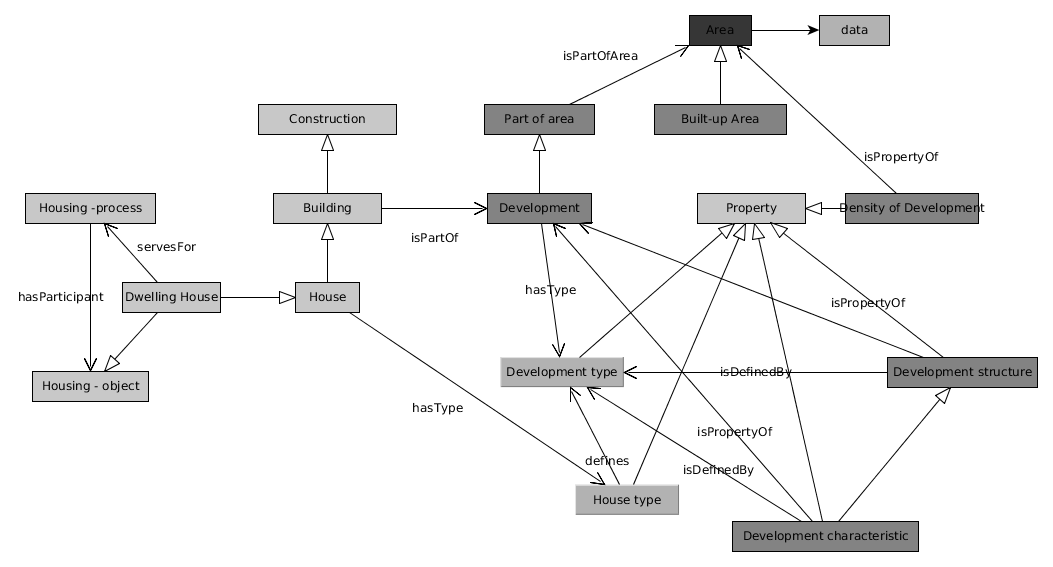 Area
data
isPartOfArea
Construction
Part of area
Built-up Area
isPropertyOf
Housing -process
Building
Development
Property
Density of Development
servesFor
isPartOf
hasParticipant
Dwelling House
House
hasType
isPropertyOf
Development type
isDefinedBy
Development structure
Housing - object
hasType
isPropertyOf
defines
isDefinedBy
House type
Development characteristic